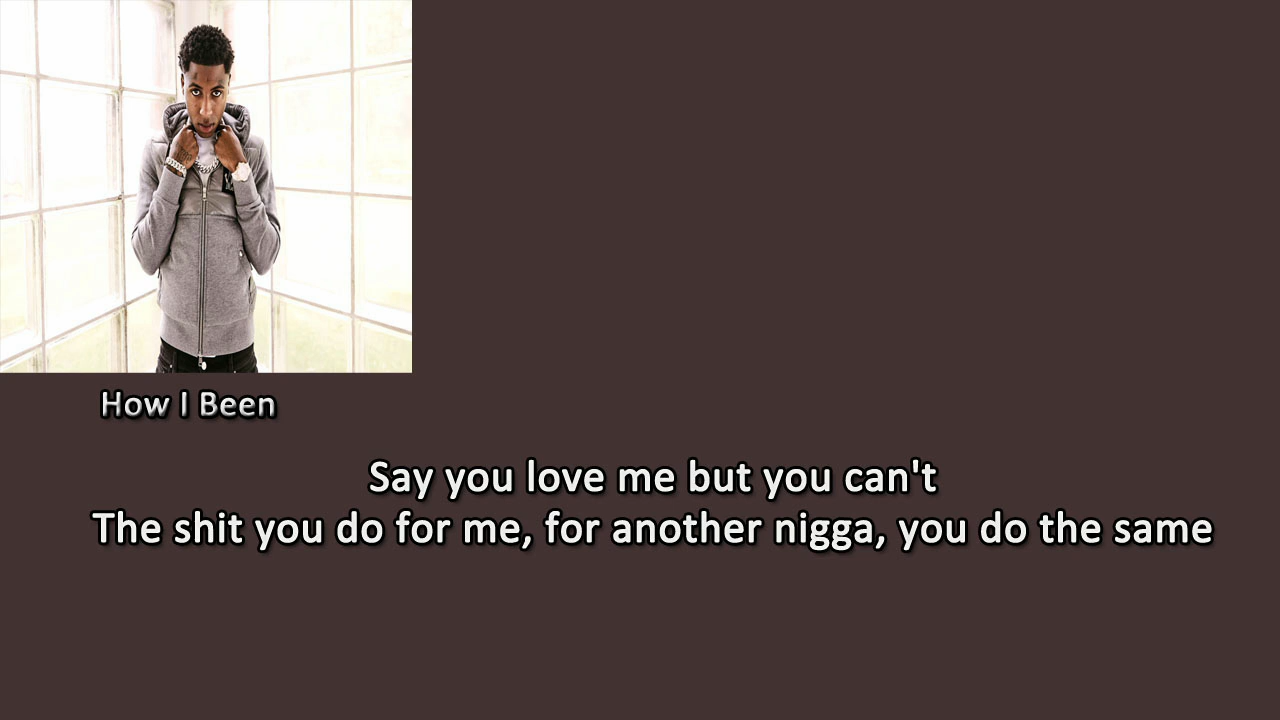 How I Been
Say you love me but you can't
The shit you do for me, for another nigga, you do the same